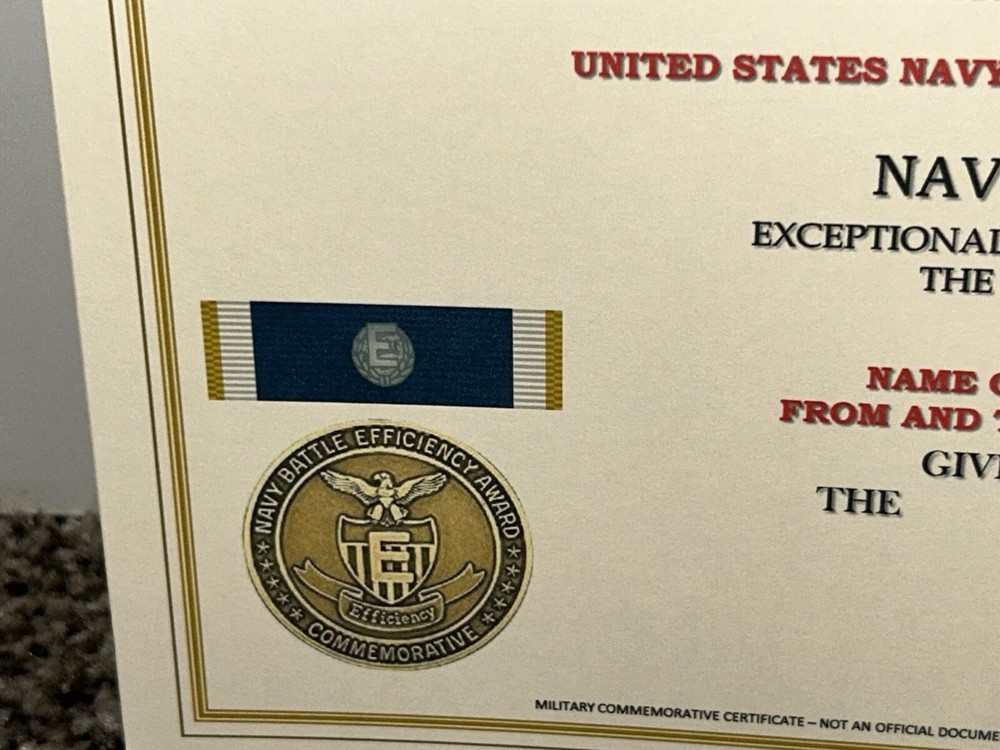 UNITED STATES NAVY
NAV
EXCEPTIONAL
THE
E
NAME
FROM AND
GIV
THE
NAVY BATTLE EFFICIENCY AWARD
E
Efficiency
COMMEMORATIVE
MILITARY COMMEMORATIVE CERTIFICATE – NOT AN OFFICIAL DOCUME